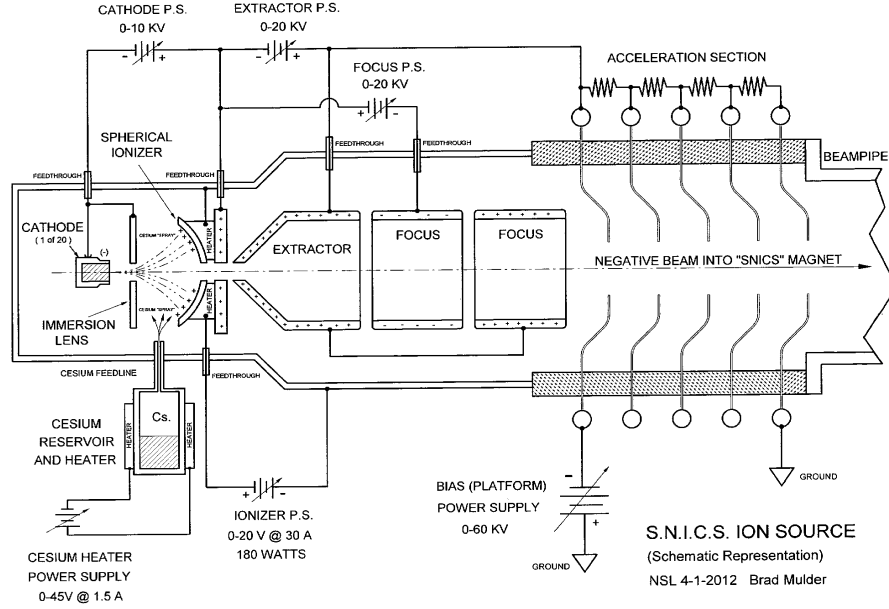 CATHODE P.S.
0-10 KV
- +
EXTRACTOR P.S.
0-20 KV
- +
FOCUS P.S.
0-20 KV
+ -
ACCELERATION SECTION
SPHERICAL
IONIZER
FEEDTHROUGH
FEEDTHROUGH
FEEDTHROUGH
FEEDTHROUGH
BEAMPIPE
CATHODE
( 1 of 20 )
(-)
CESIUM "SPRAY"
HEATER
EXTRACTOR
FOCUS
FOCUS
NEGATIVE BEAM INTO "SNICS" MAGNET
CESIUM "SPRAY"
HEATER
IMMERSION
LENS
CESIUM FEEDLINE
FEEDTHROUGH
CESIUM
RESERVOIR
AND HEATER
HEATER
Cs.
HEATER
+ -
IONIZER P.S.
0-20 V @ 30 A
180 WATTS
CESIUM HEATER
POWER SUPPLY
0-45V @ 1.5 A
BIAS (PLATFORM)
POWER SUPPLY
0-60 KV
-
+
GROUND
GROUND
S.N.I.C.S. ION SOURCE
(Schematic Representation)
NSL 4-1-2012 Brad Mulder